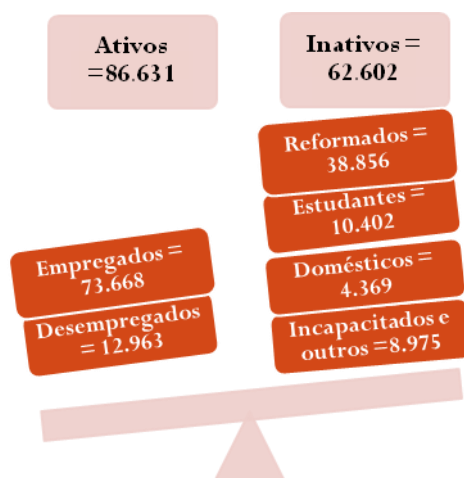 Ativos
=86.631
Inativos =
62.602
Reformados =
38.856
Estudantes =
10.402
Empregados =
73.668
Domésticos =
4.369
Desempregados
= 12.963
Incapacitados e
outros =8.975